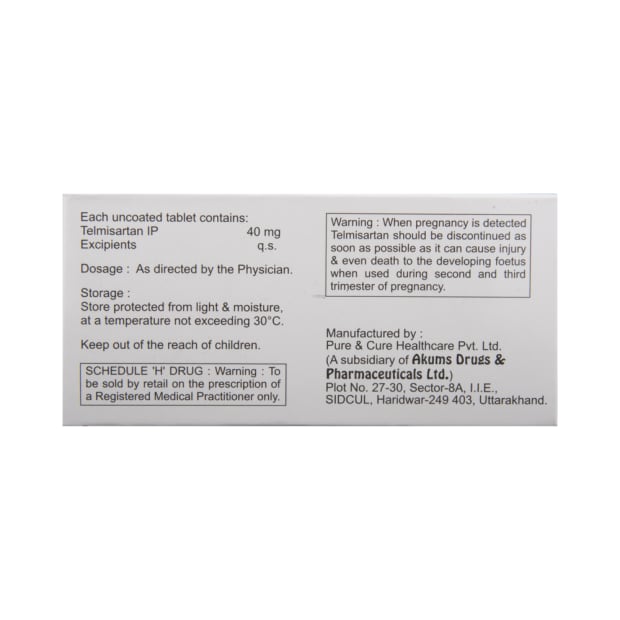 Each uncoated tablet contains:
Telmisartan IP 40 mg
Excipients q.s.
Dosage : As directed by the Physician.
Storage :
Store protected from light & moisture,
at a temperature not exceeding 30°C.
Keep out of the reach of children.
SCHEDULE 'H' DRUG : Warning : To
be sold by retail on the prescription of
a Registered Medical Practitioner only.
Warning : When pregnancy is detected
Telmisartan should be discontinued as
soon as possible as it can cause injury
& even death to the developing foetus
when used during second and third
trimester of pregnancy.
Manufactured by :
Pure & Cure Healthcare Pvt. Ltd.
(A subsidiary of Akums Drugs &
Pharmaceuticals Ltd.)
Plot No. 27-30, Sector-8A, I.I.E.,
SIDCUL, Haridwar-249 403, Uttarakhand.